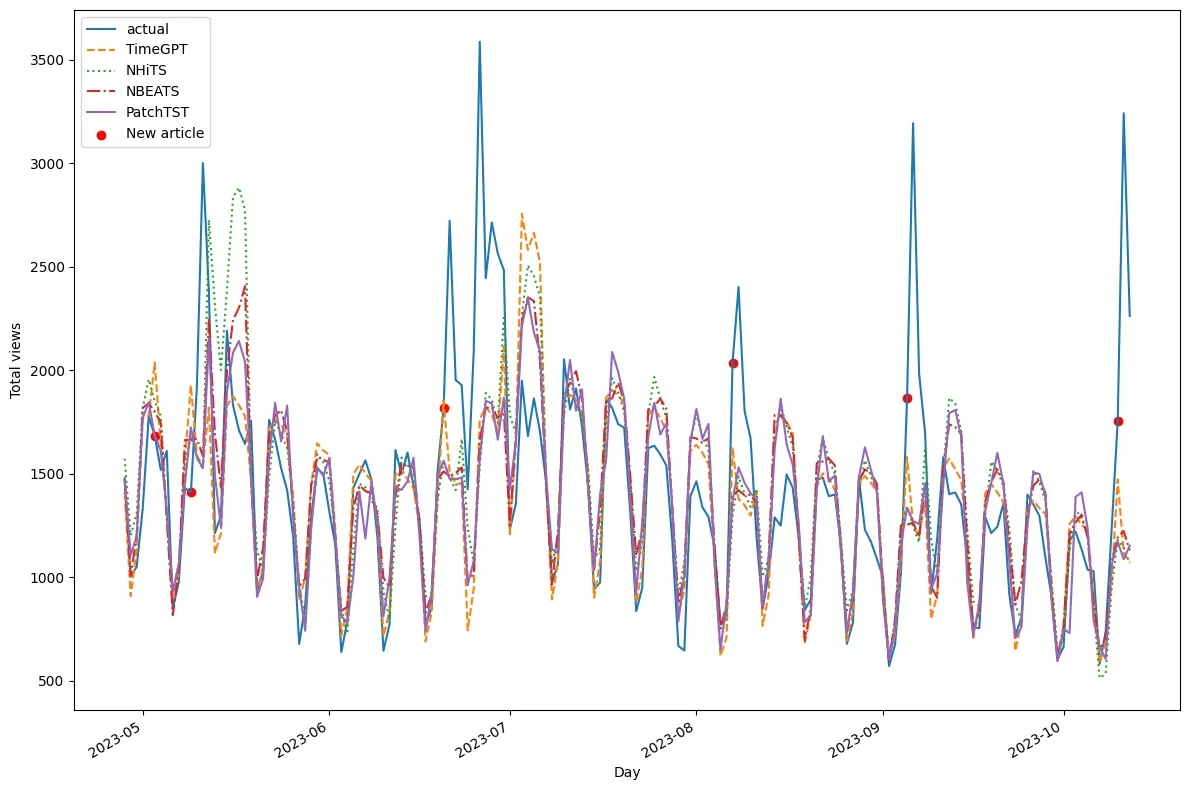 actual
TimeGPT
NHiTS
NBEATS
PatchTST
New article
Total views
3500
3000
2500
2000
1500
1000
500
2023-05
2023-06
2023-07
2023-08
2023-09
2023-10
Day